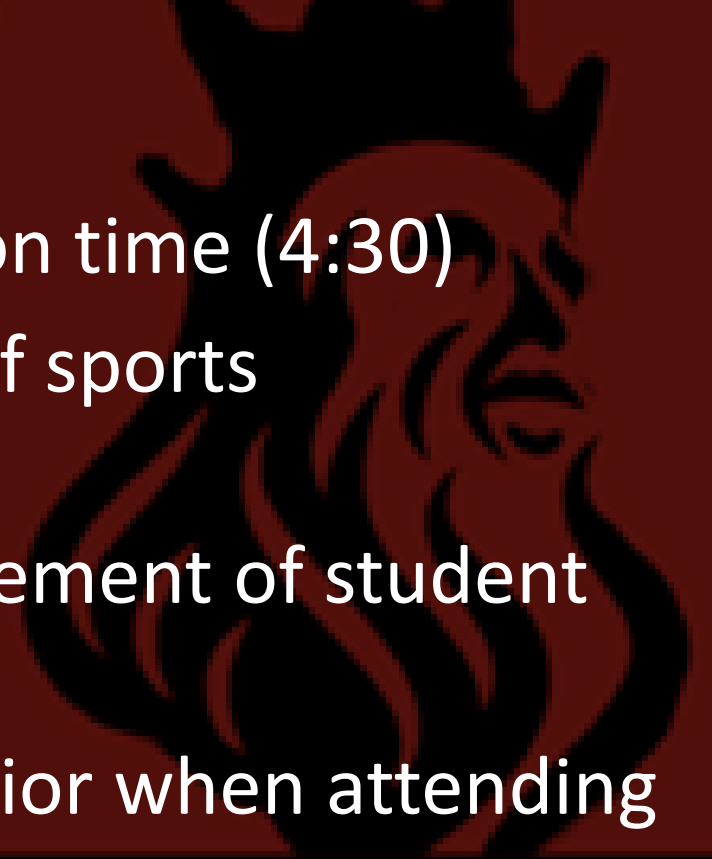 on time (4:30)
f sports
ement of student
ior when attending